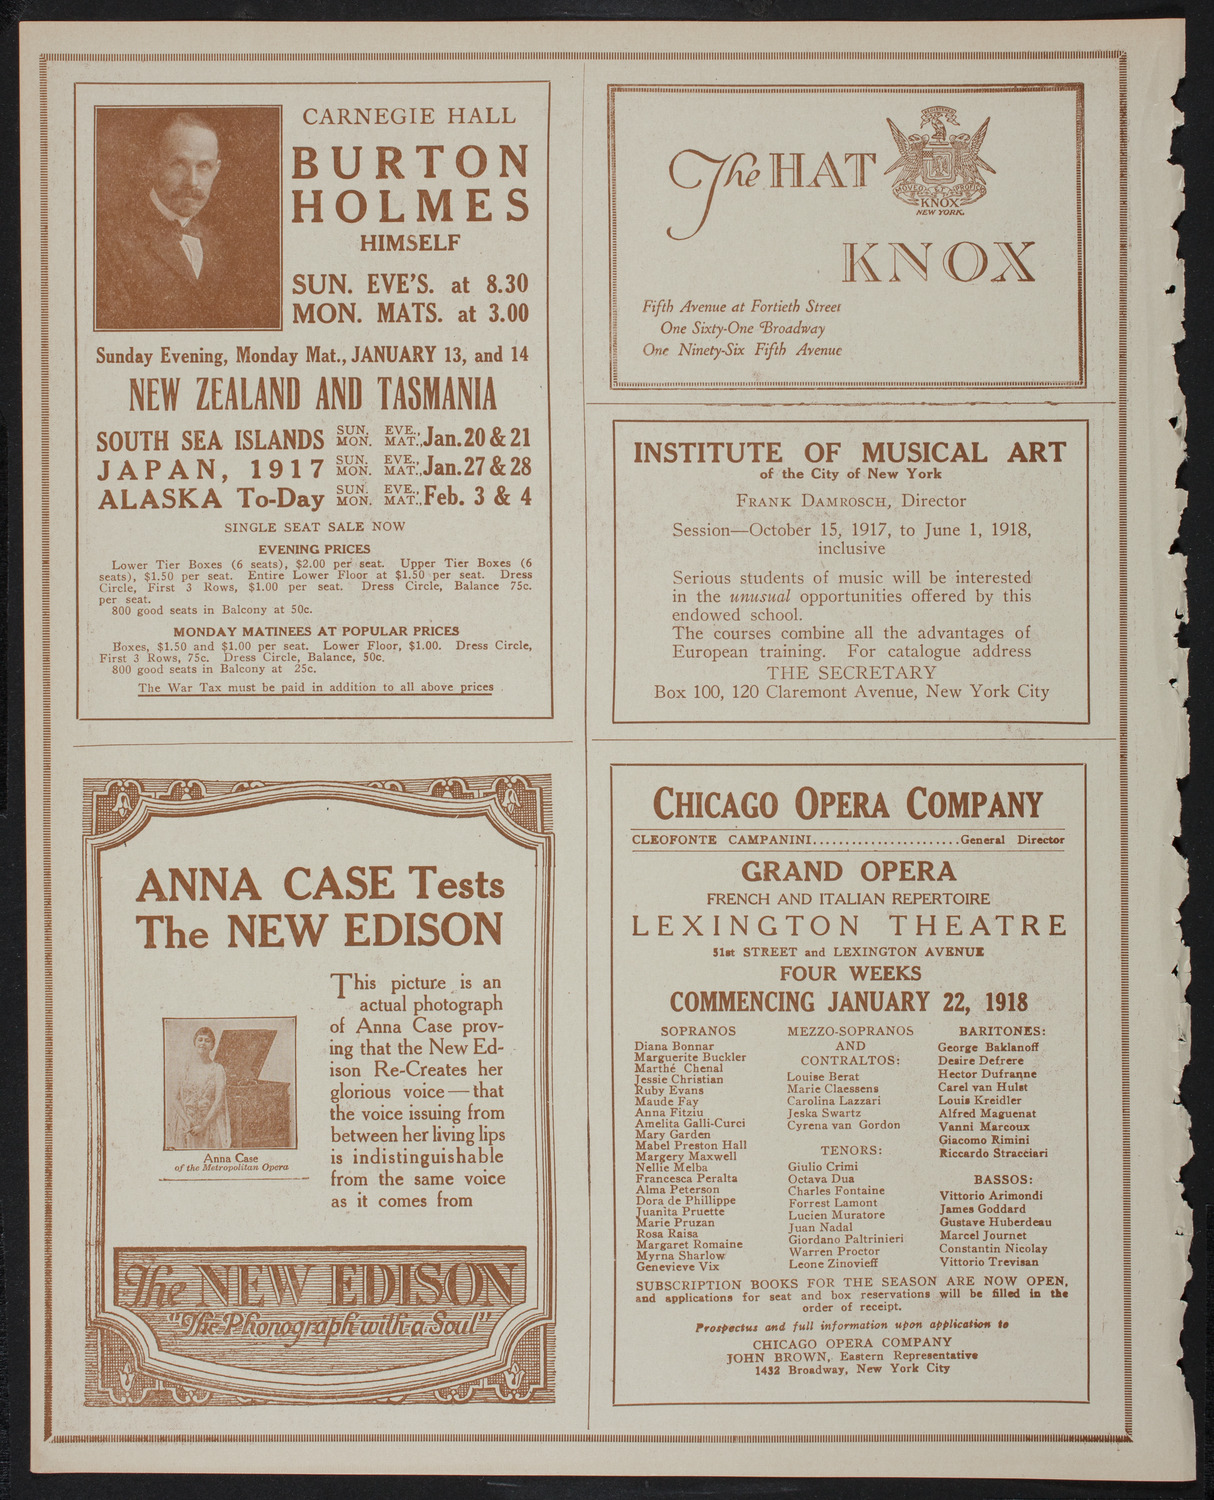 CARNEGIE HALL
BURTON
HOLMES
HIMSELF
SUN. EVE'S. at 8.30
MON. MATS. at 3.00
Sunday Evening, Monday Mat., JANUARY 13, and 14
NEW ZEALAND AND TASMANIA
SOUTH SEA ISLANDS SUN. EVE., MON. MAT., Jan. 20 & 21
JAPAN, 1917 SUN. EVE., MON. MAT., Jan. 27 & 28
ALASKA To-Day SUN. EVE., MON. MAT., Feb. 3 & 4
SINGLE SEAT SALE NOW
EVENING PRICES
Lower Tier Boxes (6 seats), $2.00 per seat. Upper Tier Boxes (6
seats), $1.50 per seat. Entire Lower Floor at $1.50 per seat. Dress
Circle, First 3 Rows, $1.00 per seat. Dress Circle, Balance 75c.
per seat.
800 good seats in Balcony at 50c.
MONDAY MATINEES AT POPULAR PRICES
Boxes, $1.50 and $1.00 per seat. Lower Floor, $1.00. Dress Circle,
First 3 Rows, 75c. Dress Circle, Balance, 50c.
800 good seats in Balcony at 25c.
The War Tax must be paid in addition to all above prices
The HAT
KNOX
NEW YORK.
KNOX
Fifth Avenue at Fortieth Street
One Sixty-One Broadway
One Ninety-Six Fifth Avenue
INSTITUTE OF MUSICAL ART
of the City of New York
FRANK DAMROSCH, Director
Session—October 15, 1917, to June 1, 1918,
inclusive
Serious students of music will be interested
in the unusual opportunities offered by this
endowed school.
The courses combine all the advantages of
European training. For catalogue address
THE SECRETARY
Box 100, 120 Claremont Avenue, New York City
ANNA CASE Tests
The NEW EDISON
This picture is an
actual photograph
of Anna Case prov-
ing that the New Ed-
ison Re-Creates her
glorious voice—that
the voice issuing from
between her living lips
is indistinguishable
from the same voice
as it comes from
Anna Case
of the Metropolitan Opera
The NEW EDISON
"The Phonograph with a Soul"
CHICAGO OPERA COMPANY
CLEOFONTE CAMPANINI.......................General Director
GRAND OPERA
FRENCH AND ITALIAN REPERTOIRE
LEXINGTON THEATRE
51st STREET and LEXINGTON AVENUE
FOUR WEEKS
COMMENCING JANUARY 22, 1918
SOPRANOS
Diana Bonnar
Marguerite Buckler
Marthé Chenal
Jessie Christian
Ruby Evans
Maude Fay
Anna Fitziu
Amelita Galli-Curci
Mary Garden
Mabel Preston Hall
Margery Maxwell
Nellie Melba
Francesca Peralta
Alma Peterson
Dora de Phillippe
Juanita Pruette
Marie Pruzan
Rosa Raisa
Margaret Romaine
Myrna Sharlow
Genevieve Vix
MEZZO-SOPRANOS
AND
CONTRALTOS:
Louise Berat
Marie Claessens
Carolina Lazzari
Jeska Swartz
Cyrena van Gordon
TENORS:
Giulio Crimi
Octava Dua
Charles Fontaine
Forrest Lamont
Lucien Muratore
Juan Nadal
Giordano Paltrinieri
Warren Proctor
Leone Zinovieff
BARITONES:
George Baklanoff
Desire Defrere
Hector Dufranne
Carel van Hulst
Louis Kreidler
Alfred Maguenat
Vanni Marcoux
Giacomo Rimini
Riccardo Stracciari
BASSOS:
Vittorio Arimondi
James Goddard
Gustave Huberdeau
Marcel Journet
Constantin Nicolay
Vittorio Trevisan
SUBSCRIPTION BOOKS FOR THE SEASON ARE NOW OPEN,
and applications for seat and box reservations will be filled in the
order of receipt.
Prospectus and full information upon application to
CHICAGO OPERA COMPANY
JOHN BROWN, Eastern Representative
1432 Broadway, New York City